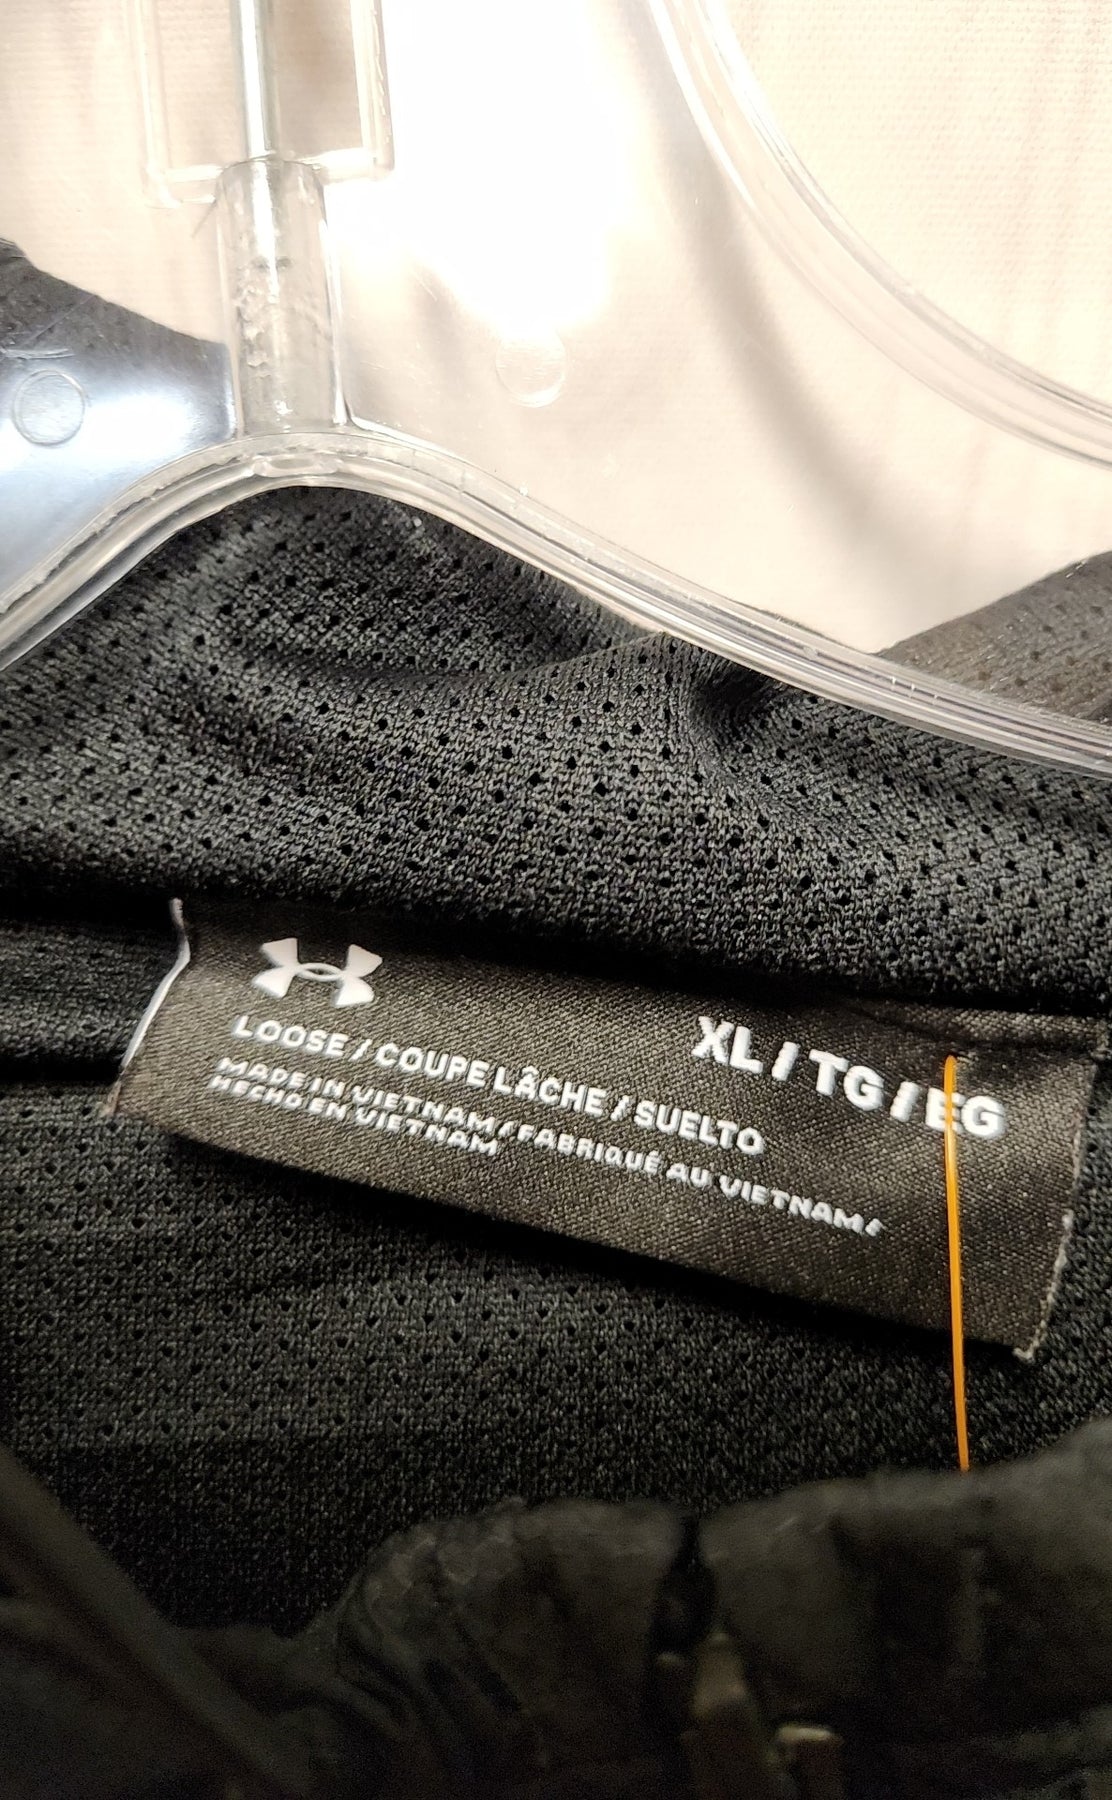 XL / TG / EG
LOOSE / COUPE LÂCHE / SUELTO
MADE IN VIETNAM / FABRIQUÉ AU VIETNAM /
HECHO EN VIETNAM